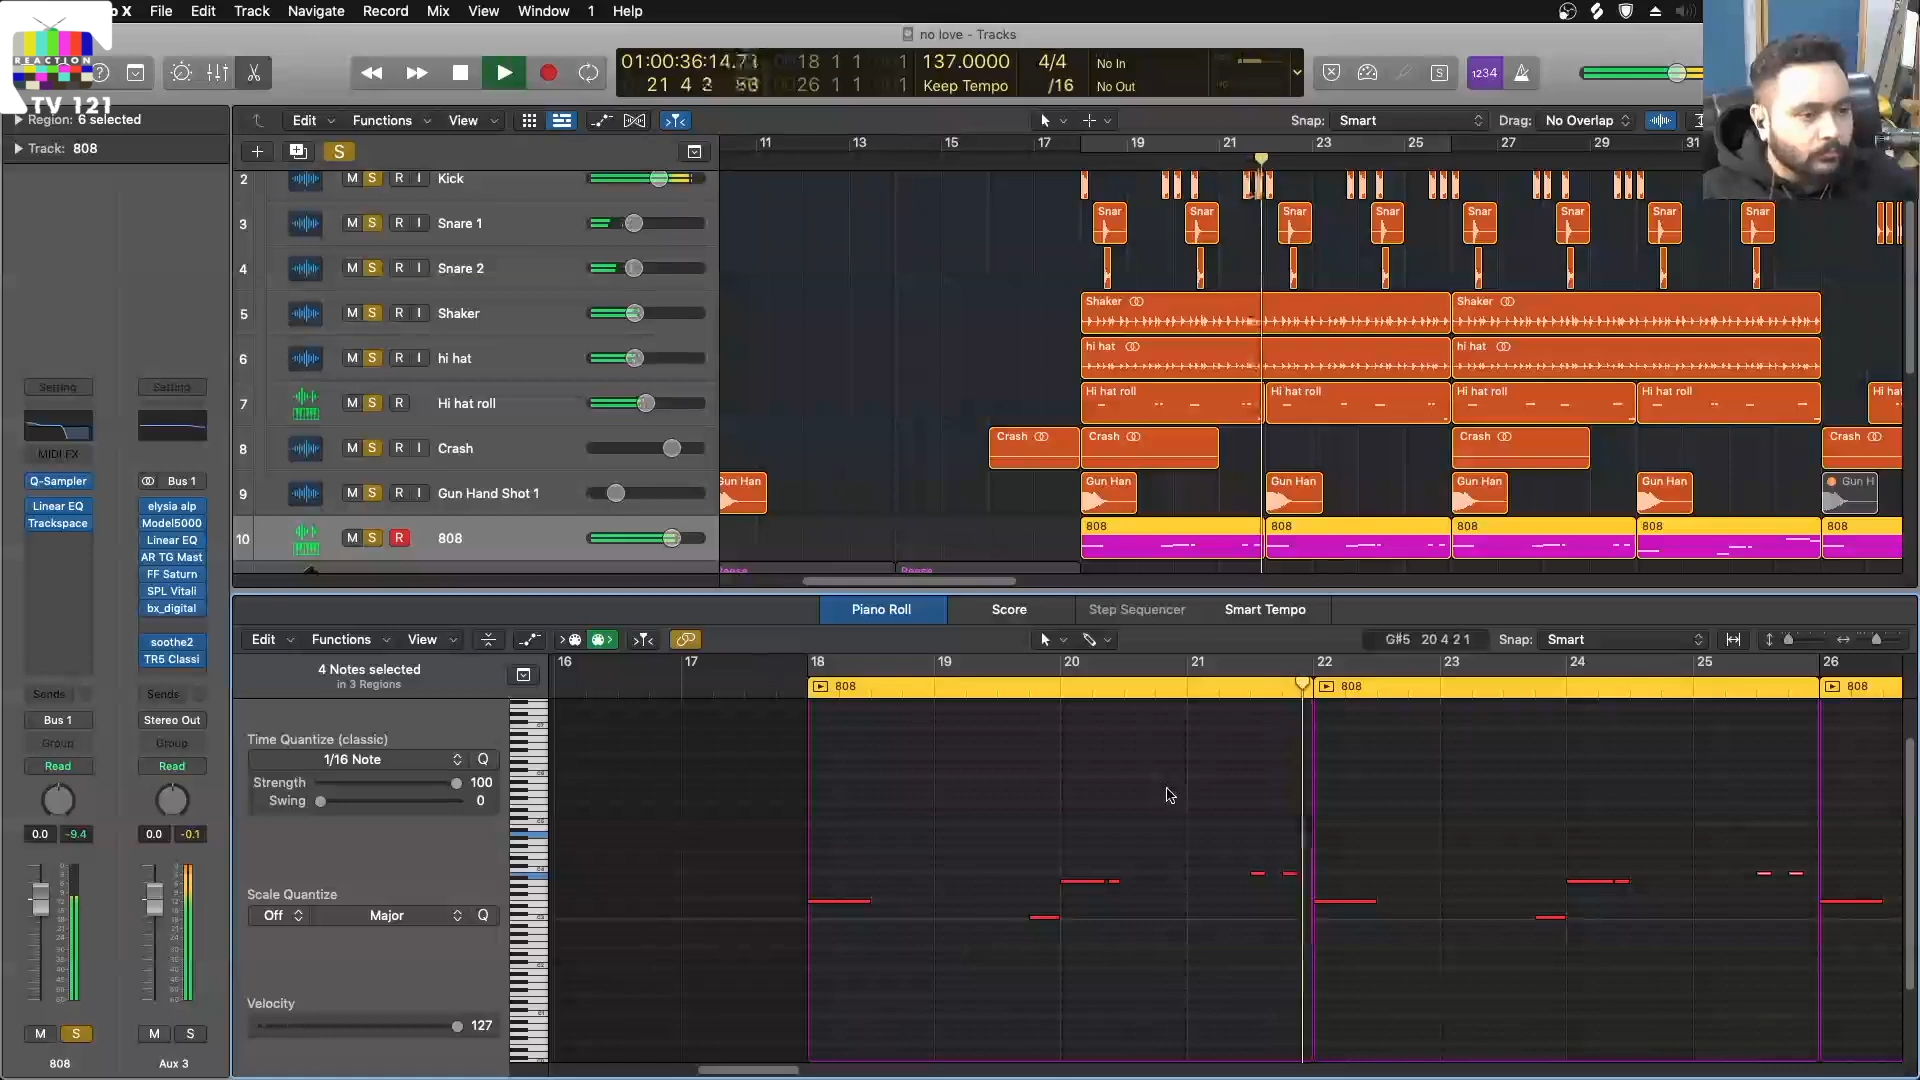 X File Edit Track Navigate Record Mix View Window 1 Help
REACTION
TV 121
no love - Tracks
01:00:36:14.71 18 1 1 1 137.0000 4/4 No In
21 4 2 26 1 1 1 Keep Tempo /16 No Out
1234
Region: 6 selected
Track: 808
Edit Functions View Snap: Smart Drag: No Overlap
S
11 13 15 17 19 21 23 25 27 29 31
2 M S R I Kick
3 M S R I Snare 1
Snar Snar Snar Snar Snar Snar Snar Snar
4 M S R I Snare 2
5 M S R I Shaker
Shaker Shaker
6 M S R I hi hat
hi hat hi hat
7 M S R Hi hat roll
Hi hat roll Hi hat roll Hi hat roll Hi hat roll Hi hat
8 M S R I Crash
Crash Crash Crash Crash
9 M S R I Gun Hand Shot 1
Gun Han Gun Han Gun Han Gun Han Gun Han Gun H
10 M S R 808
808 808 808 808 808
Reese Reese
Setting Setting
MIDI FX
Q-Sampler Bus 1
Linear EQ elysia alp
Trackspace Model5000
Linear EQ
AR TG Mast
FF Saturn
SPL Vitali
bx_digital
soothe2
TR5 Classi
Sends Sends
Bus 1 Stereo Out
Group Group
Read Read
0.0 -9.4 0.0 -0.1
M S M S
808 Aux 3
Piano Roll Score Step Sequencer Smart Tempo
Edit Functions View G#5 20 4 2 1 Snap: Smart
4 Notes selected
in 3 Regions
16 17 18 19 20 21 22 23 24 25 26
808 808 808
Time Quantize (classic)
1/16 Note Q
Strength 100
Swing 0
Scale Quantize
Off Major Q
Velocity
127